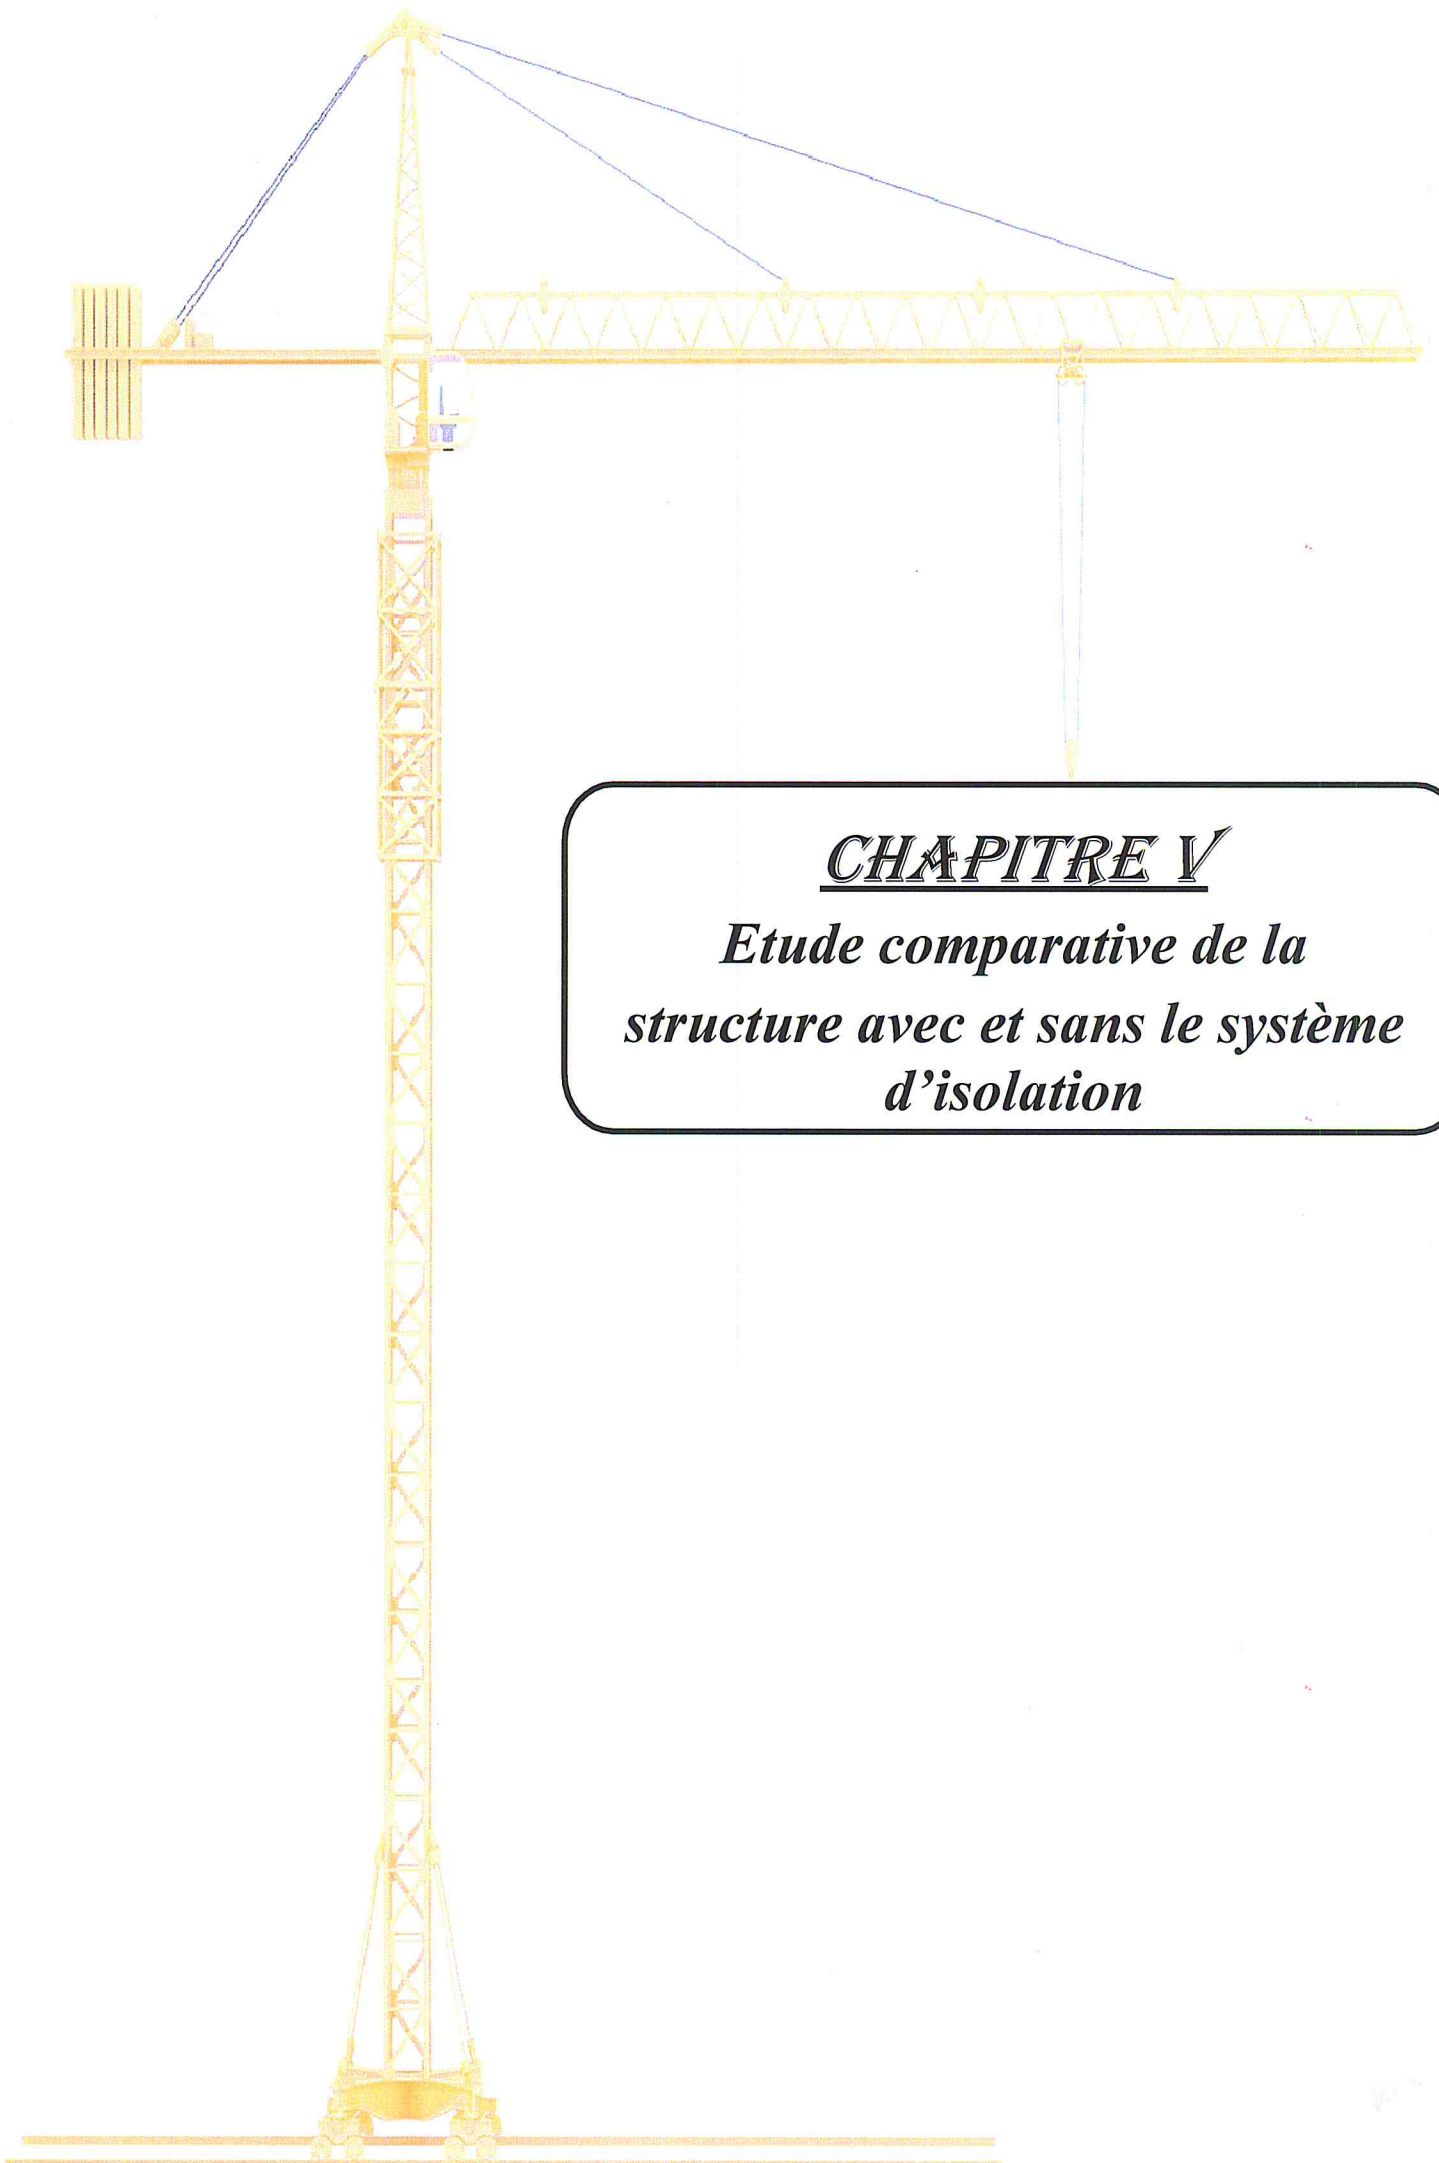 CHAPITRE V
Etude comparative de la
structure avec et sans le système
d’isolation